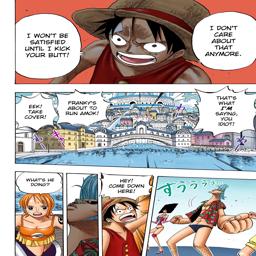 I DON'T
CARE
ABOUT
THAT
ANYMORE.
I WON'T BE
SATISFIED
UNTIL I KICK
YOUR BUTT!
THAT'S
WHAT
I'M
SAYING,
YOU
IDIOT!
FRANKY'S ABOUT
TO RUN AMOK!
EEK!
TAKE
COVER!
HEY!
COME
DOWN
HERE!
WHAT'S HE
DOING?